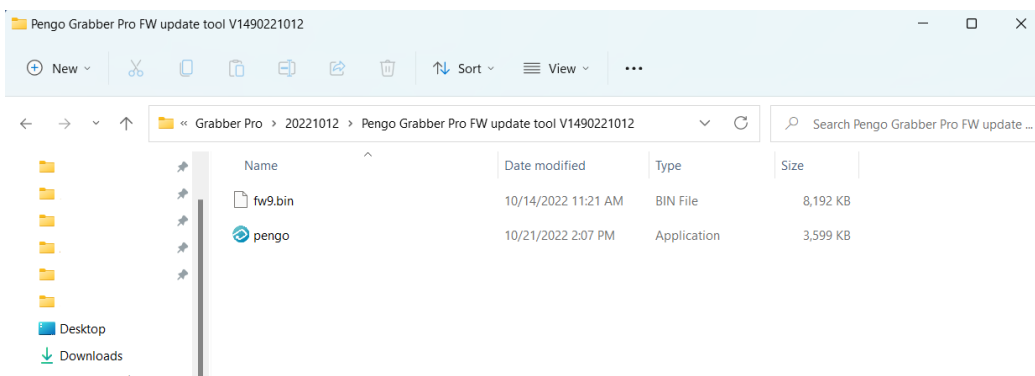 Pengo Grabber Pro FW update tool V1490221012
New Sort View
« Grabber Pro > 20221012 > Pengo Grabber Pro FW update tool V1490221012 Search Pengo Grabber Pro FW update ...
Name Date modified Type Size
fw9.bin 10/14/2022 11:21 AM BIN File 8,192 KB
pengo 10/21/2022 2:07 PM Application 3,599 KB
Desktop
Downloads